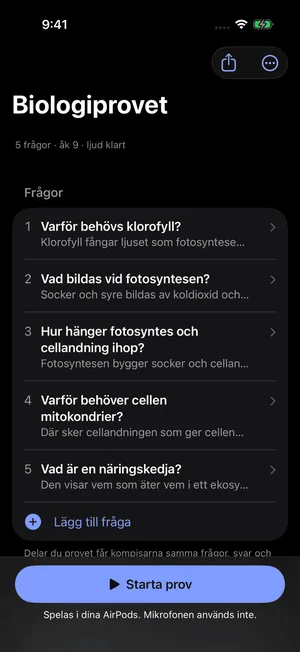 9:41
Biologiprovet
5 frågor · åk 9 · ljud klart
Frågor
1 Varför behövs klorofyll?
Klorofyll fångar ljuset som fotosyntese...
2 Vad bildas vid fotosyntesen?
Socker och syre bildas av koldioxid och...
3 Hur hänger fotosyntes och
cellandning ihop?
Fotosyntesen bygger socker och cellan...
4 Varför behöver cellen
mitokondrier?
Där sker cellandningen som ger cellen...
5 Vad är en näringskedja?
Den visar vem som äter vem i ett ekosy...
Lägg till fråga
Delar du provet får kompisarna samma frågor, svar och
Starta prov
Spelas i dina AirPods. Mikrofonen används inte.